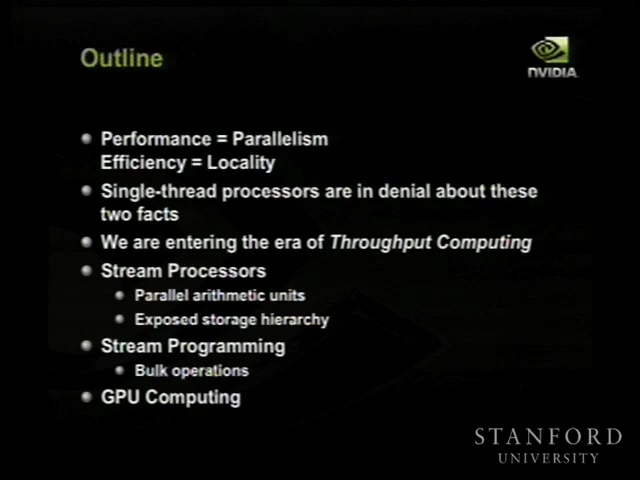 Outline
NVIDIA
Performance = Parallelism
Efficiency = Locality
Single-thread processors are in denial about these
two facts
We are entering the era of Throughput Computing
Stream Processors
Parallel arithmetic units
Exposed storage hierarchy
Stream Programming
Bulk operations
GPU Computing
STANFORD
UNIVERSITY